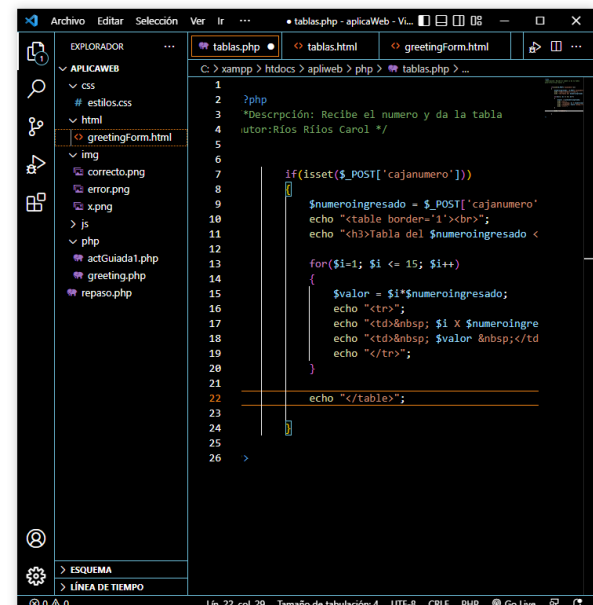 Archivo Editar Selección Ver Ir ··· ● tablas.php - aplicaWeb - Vi...
EXPLORADOR ···
tablas.php ● <> tablas.html <> greetingForm.html ···
C: > xampp > htdocs > apliweb > php > tablas.php > ...
APLICAWEB
css
# estilos.css
html
<> greetingForm.html
img
correcto.png
error.png
x.png
> js
php
actGuiada1.php
greeting.php
repaso.php
> ESQUEMA
> LÍNEA DE TIEMPO
1
2 ?php
3 *Descrpción: Recibe el numero y da la tabla
4 utor:Ríos Ríios Carol */
5
6
7 if(isset($_POST['cajanumero']))
8 {
9 $numeroingresado = $_POST['cajanumero'
10 echo "<table border='1'><br>";
11 echo "<h3>Tabla del $numeroingresado <
12
13 for($i=1; $i <= 15; $i++)
14 {
15 $valor = $i*$numeroingresado;
16 echo "<tr>";
17 echo "<td>&nbsp; $i X $numeroingre
18 echo "<td>&nbsp; $valor &nbsp;</td
19 echo "</tr>";
20 }
21
22 echo "</table>";
23
24 }
25
26 >
1
0 0 Lín. 22, col. 29 Tamaño de tabulación: 4 UTF-8 CRLF PHP Go Live